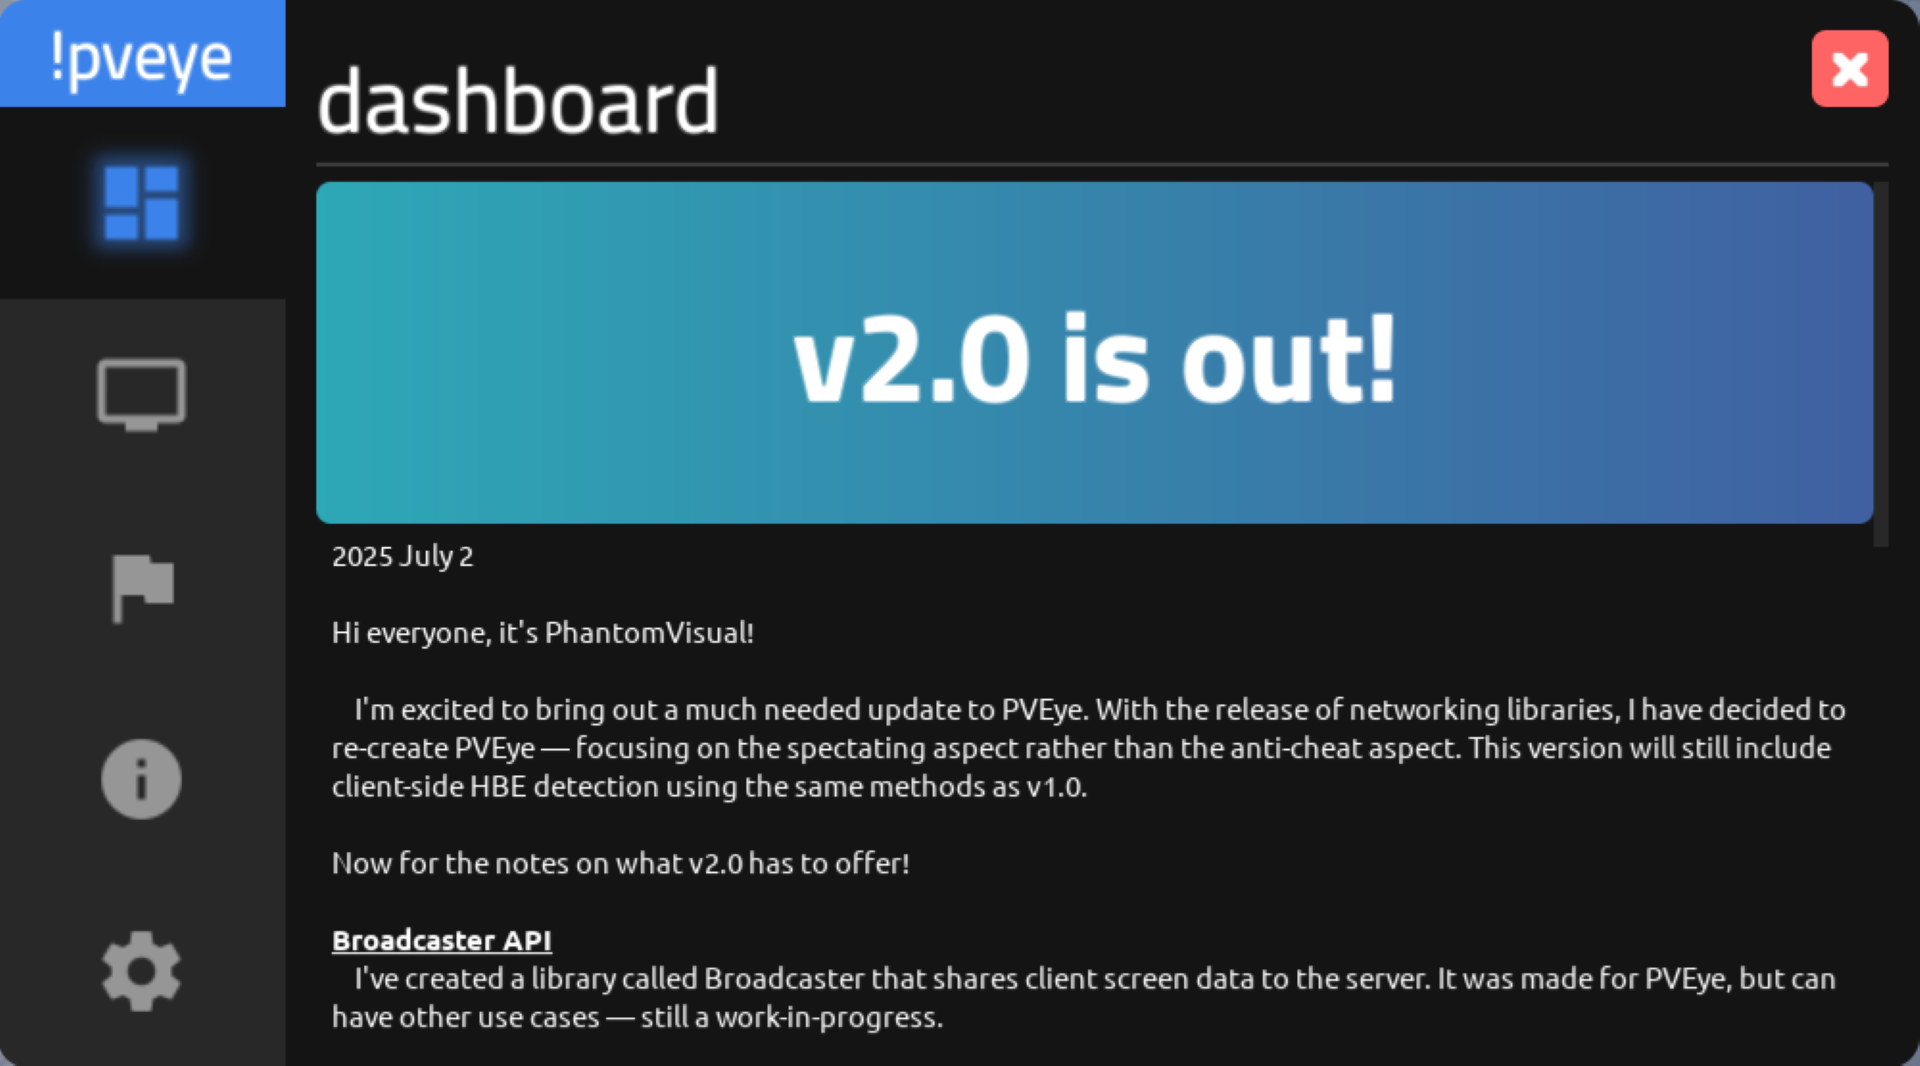 !pveye
dashboard
v2.0 is out!
2025 July 2
Hi everyone, it's PhantomVisual!
I'm excited to bring out a much needed update to PVEye. With the release of networking libraries, I have decided to
re-create PVEye — focusing on the spectating aspect rather than the anti-cheat aspect. This version will still include
client-side HBE detection using the same methods as v1.0.
Now for the notes on what v2.0 has to offer!
Broadcaster API
I've created a library called Broadcaster that shares client screen data to the server. It was made for PVEye, but can
have other use cases — still a work-in-progress.